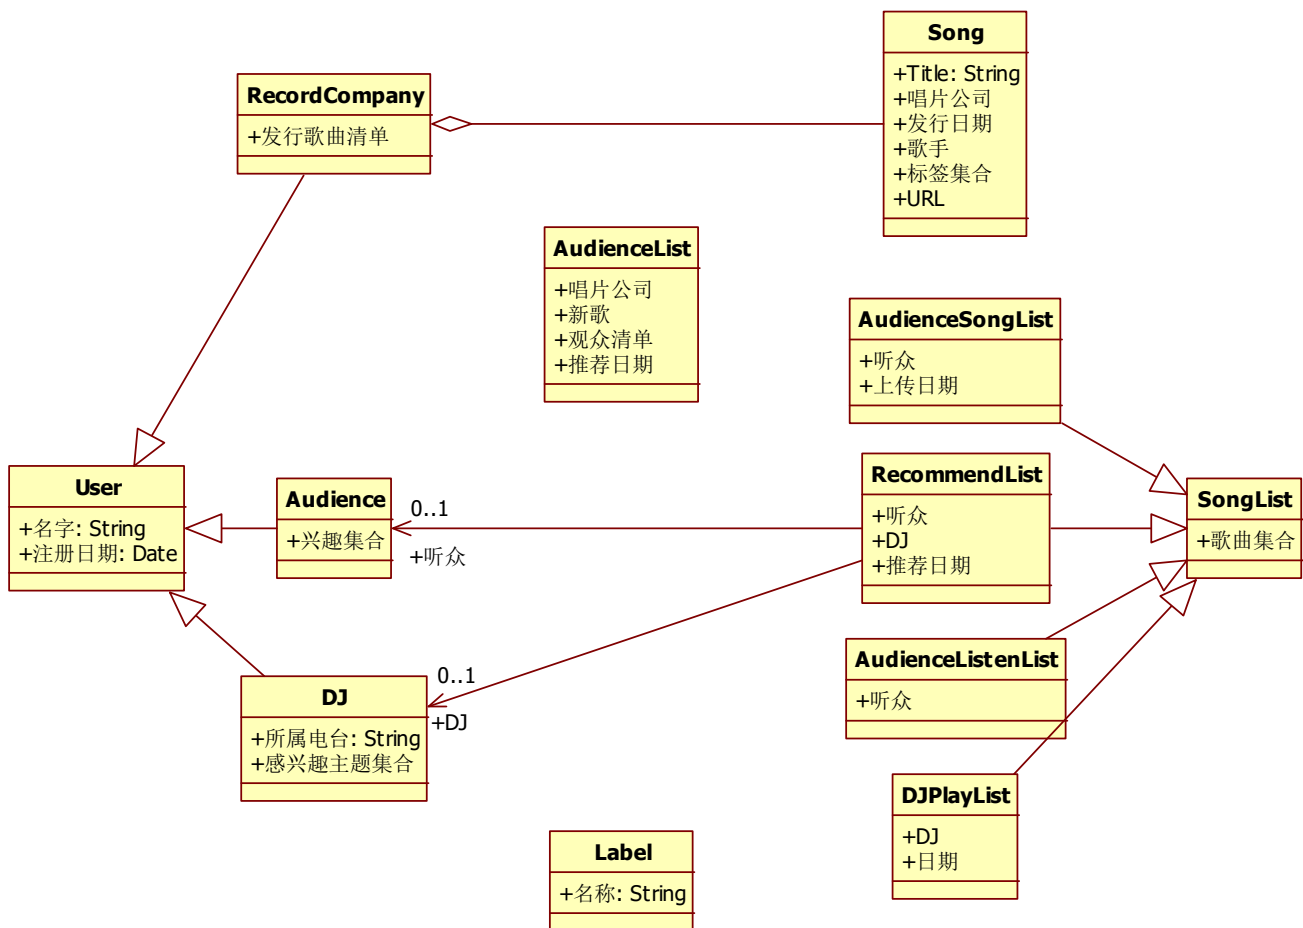 Song
+Title: String
+唱片公司
+发行日期
+歌手
+标签集合
+URL
RecordCompany
+发行歌曲清单
AudienceList
+唱片公司
+新歌
+观众清单
+推荐日期
AudienceSongList
+听众
+上传日期
User
+名字: String
+注册日期: Date
Audience
+兴趣集合
0..1
+听众
RecommendList
+听众
+DJ
+推荐日期
SongList
+歌曲集合
AudienceListenList
+听众
DJ
+所属电台: String
+感兴趣主题集合
0..1
+DJ
DJPlayList
+DJ
+日期
Label
+名称: String